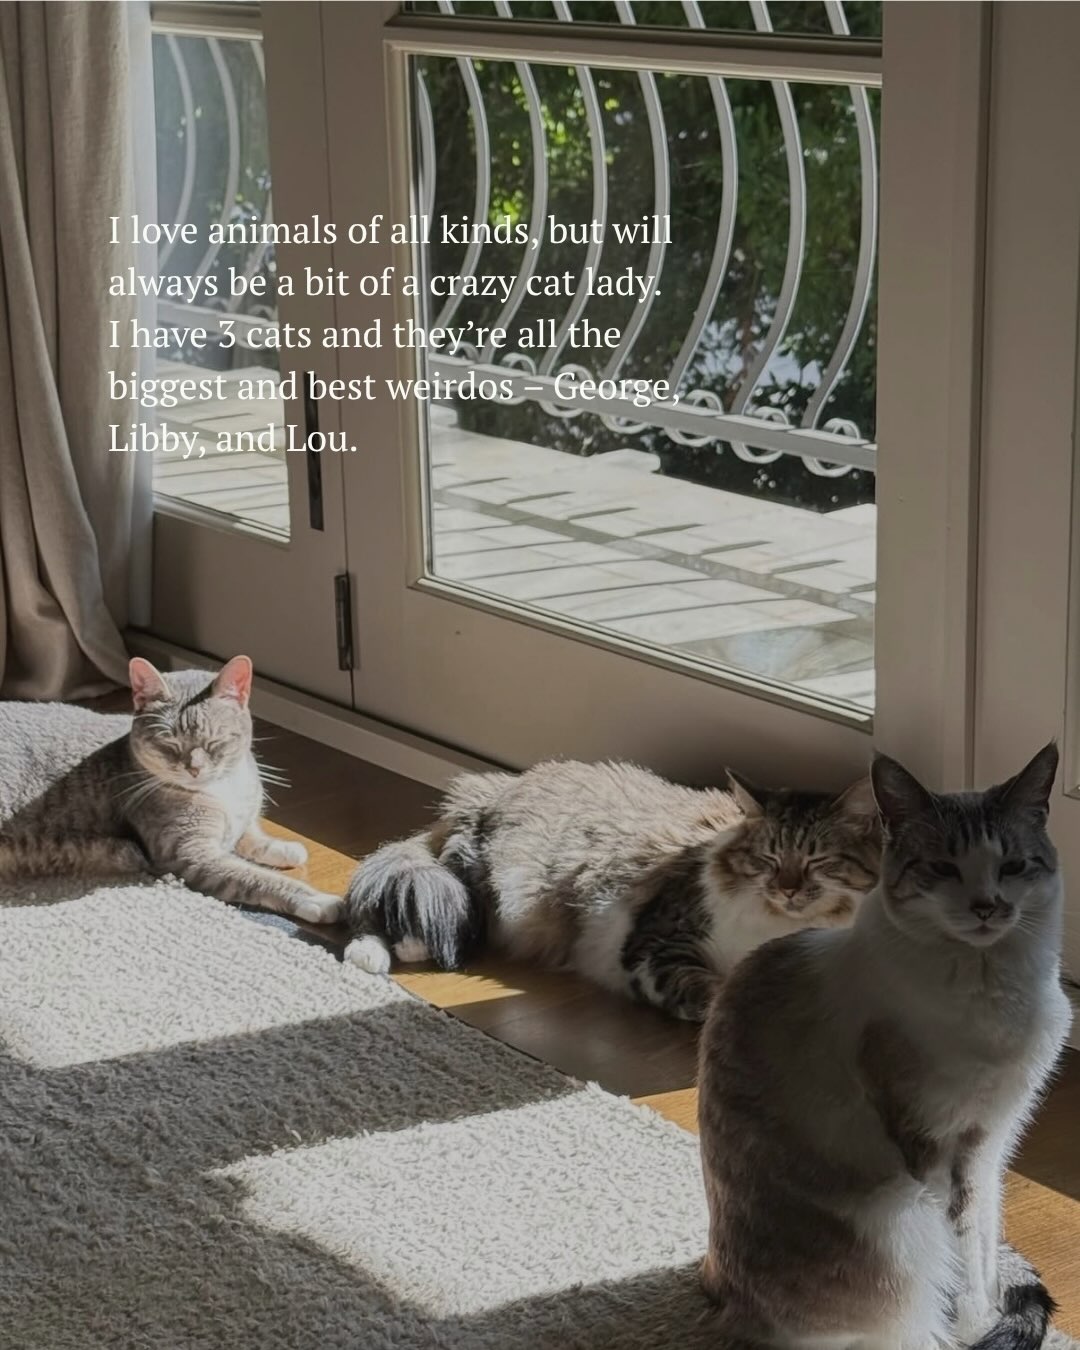 I love animals of all kinds, but will
always be a bit of a crazy cat lady.
I have 3 cats and they’re all the
biggest and best weirdos – George,
Libby, and Lou.